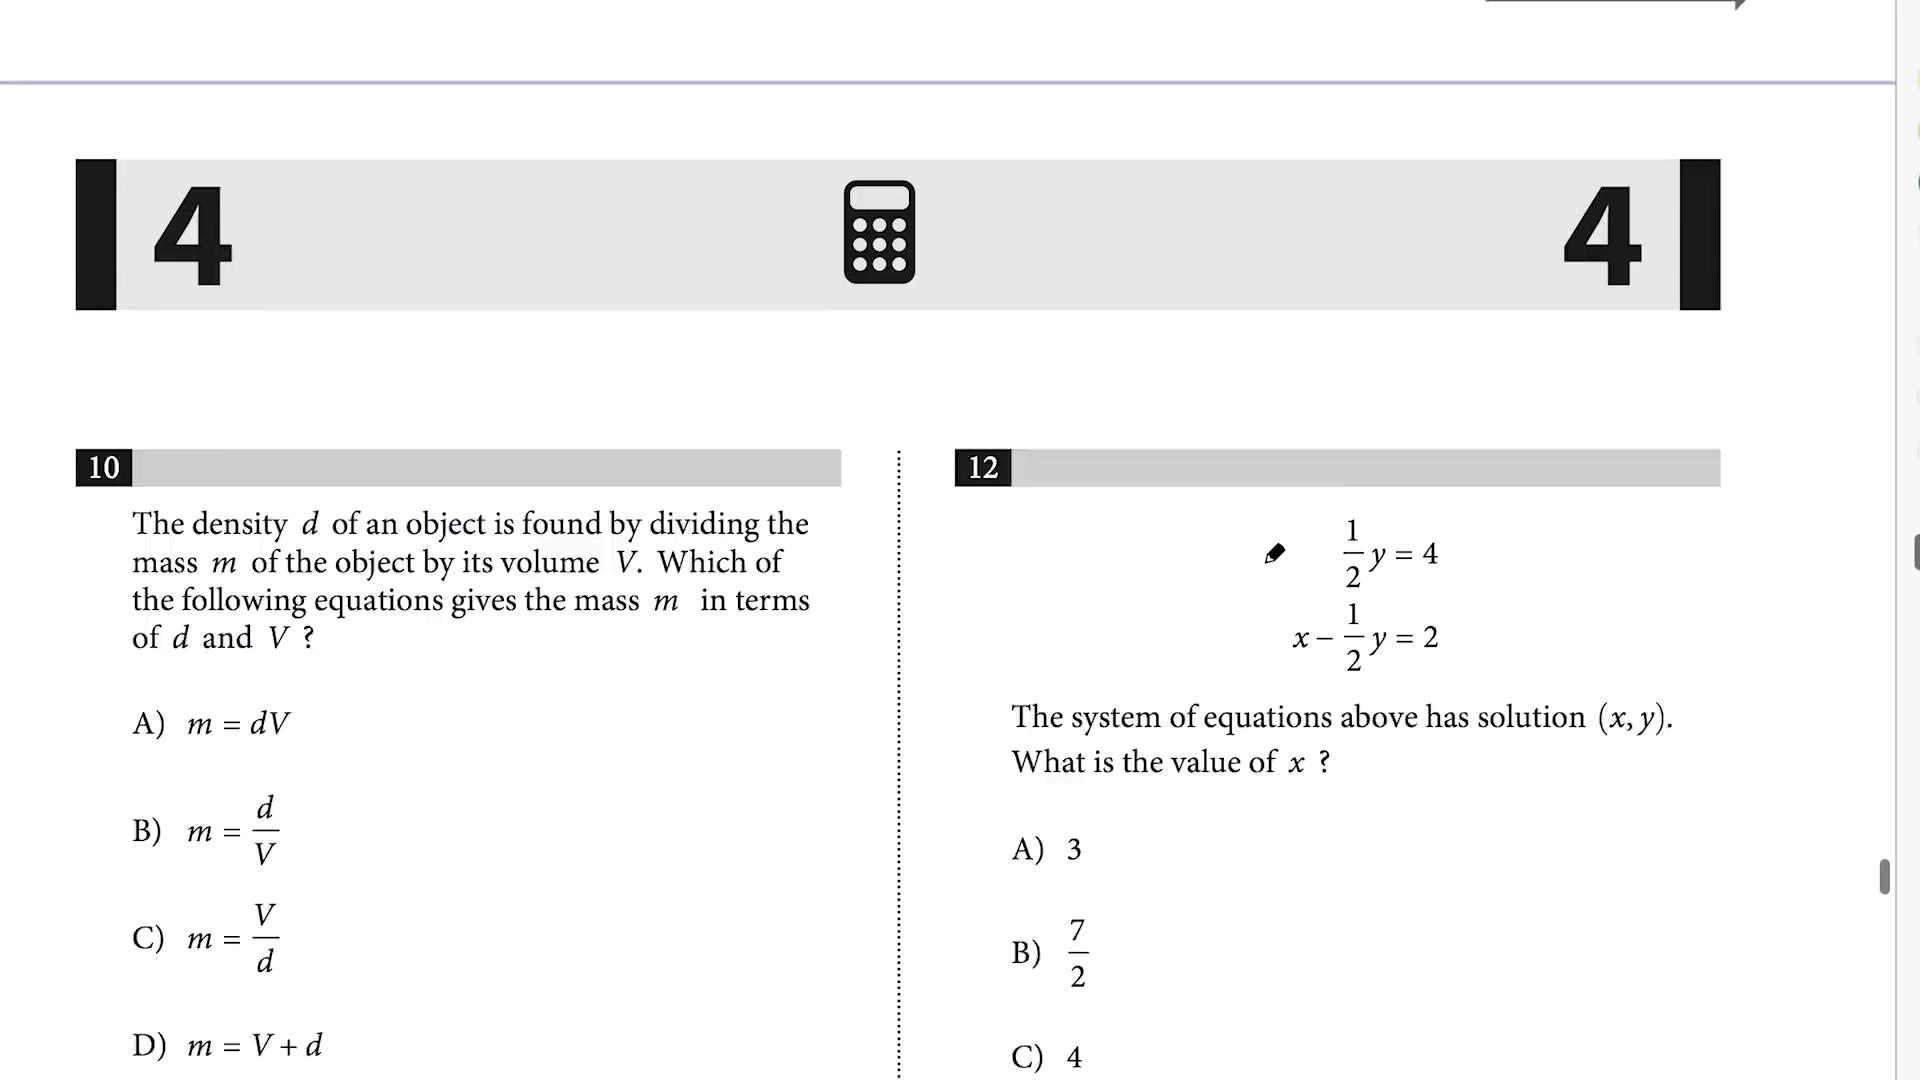 4 4
10
The density d of an object is found by dividing the
mass m of the object by its volume V. Which of
the following equations gives the mass m in terms
of d and V ?
A) m = dV
B) m = d/V
C) m = V/d
D) m = V + d
12
1/2 y = 4
x − 1/2 y = 2
The system of equations above has solution (x, y).
What is the value of x ?
A) 3
B) 7/2
C) 4